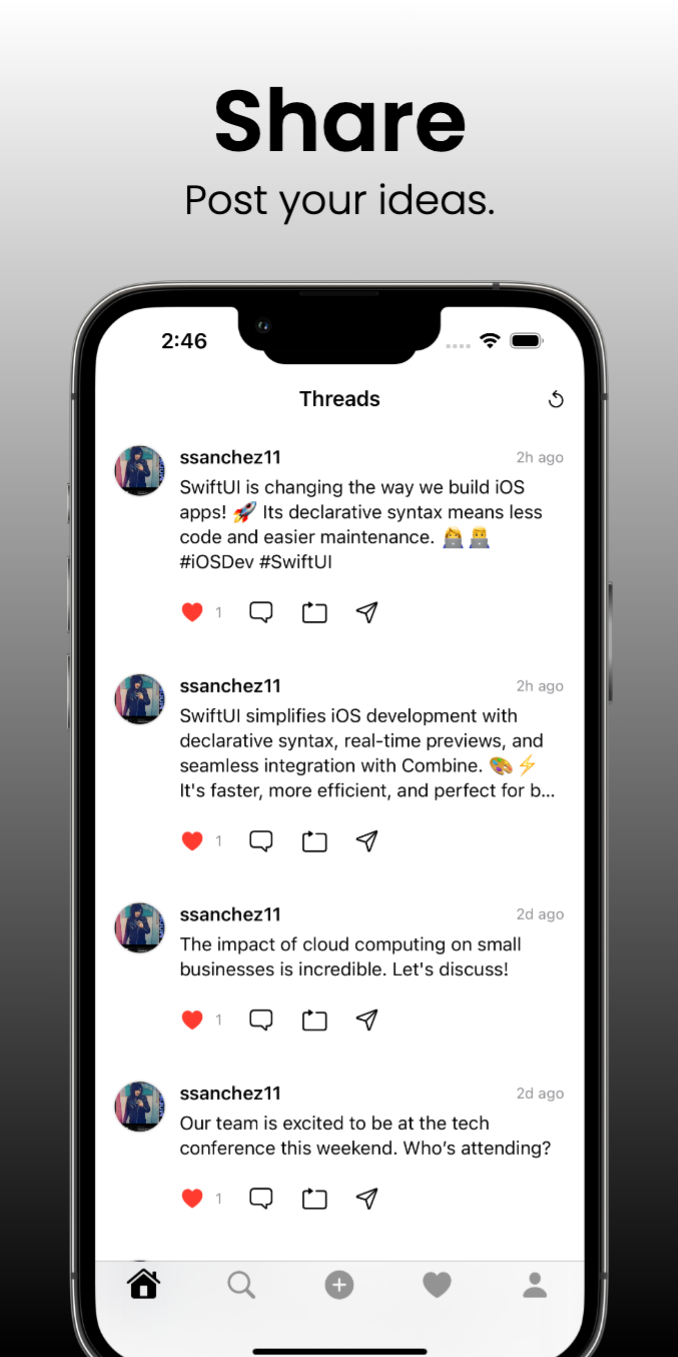 Share
Post your ideas.
2:46
Threads
ssanchez11
2h ago
SwiftUI is changing the way we build iOS
apps! 🚀 Its declarative syntax means less
code and easier maintenance. 👩‍💻 👨‍💻
#iOSDev #SwiftUI
1
ssanchez11
2h ago
SwiftUI simplifies iOS development with
declarative syntax, real-time previews, and
seamless integration with Combine. 🎨⚡
It's faster, more efficient, and perfect for b...
1
ssanchez11
2d ago
The impact of cloud computing on small
businesses is incredible. Let's discuss!
1
ssanchez11
2d ago
Our team is excited to be at the tech
conference this weekend. Who's attending?
1